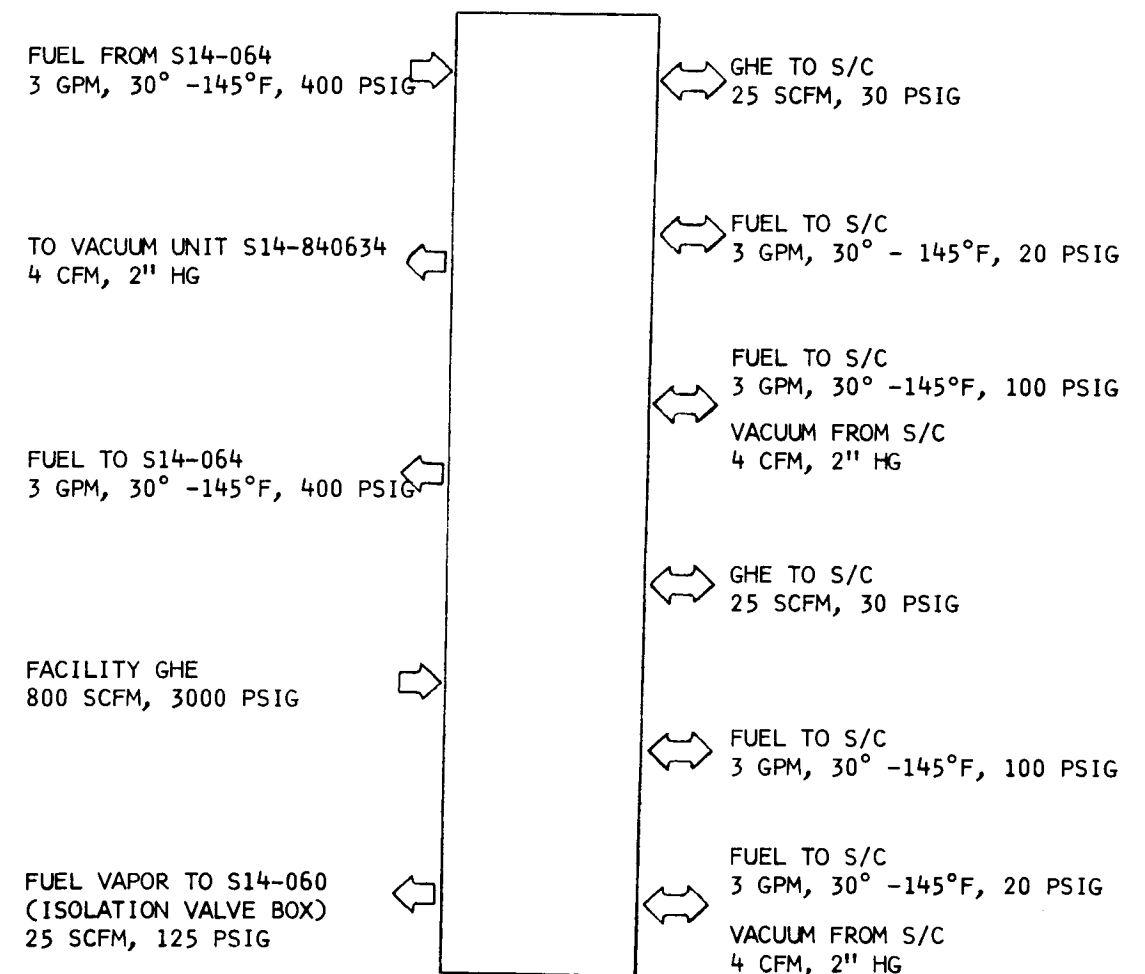 FUEL FROM S14-064
3 GPM, 30° -145°F, 400 PSIG
TO VACUUM UNIT S14-840634
4 CFM, 2" HG
FUEL TO S14-064
3 GPM, 30° -145°F, 400 PSIG
FACILITY GHE
800 SCFM, 3000 PSIG
FUEL VAPOR TO S14-060
(ISOLATION VALVE BOX)
25 SCFM, 125 PSIG
GHE TO S/C
25 SCFM, 30 PSIG
FUEL TO S/C
3 GPM, 30° - 145°F, 20 PSIG
FUEL TO S/C
3 GPM, 30° -145°F, 100 PSIG
VACUUM FROM S/C
4 CFM, 2" HG
GHE TO S/C
25 SCFM, 30 PSIG
FUEL TO S/C
3 GPM, 30° -145°F, 100 PSIG
FUEL TO S/C
3 GPM, 30° -145°F, 20 PSIG
VACUUM FROM S/C
4 CFM, 2" HG